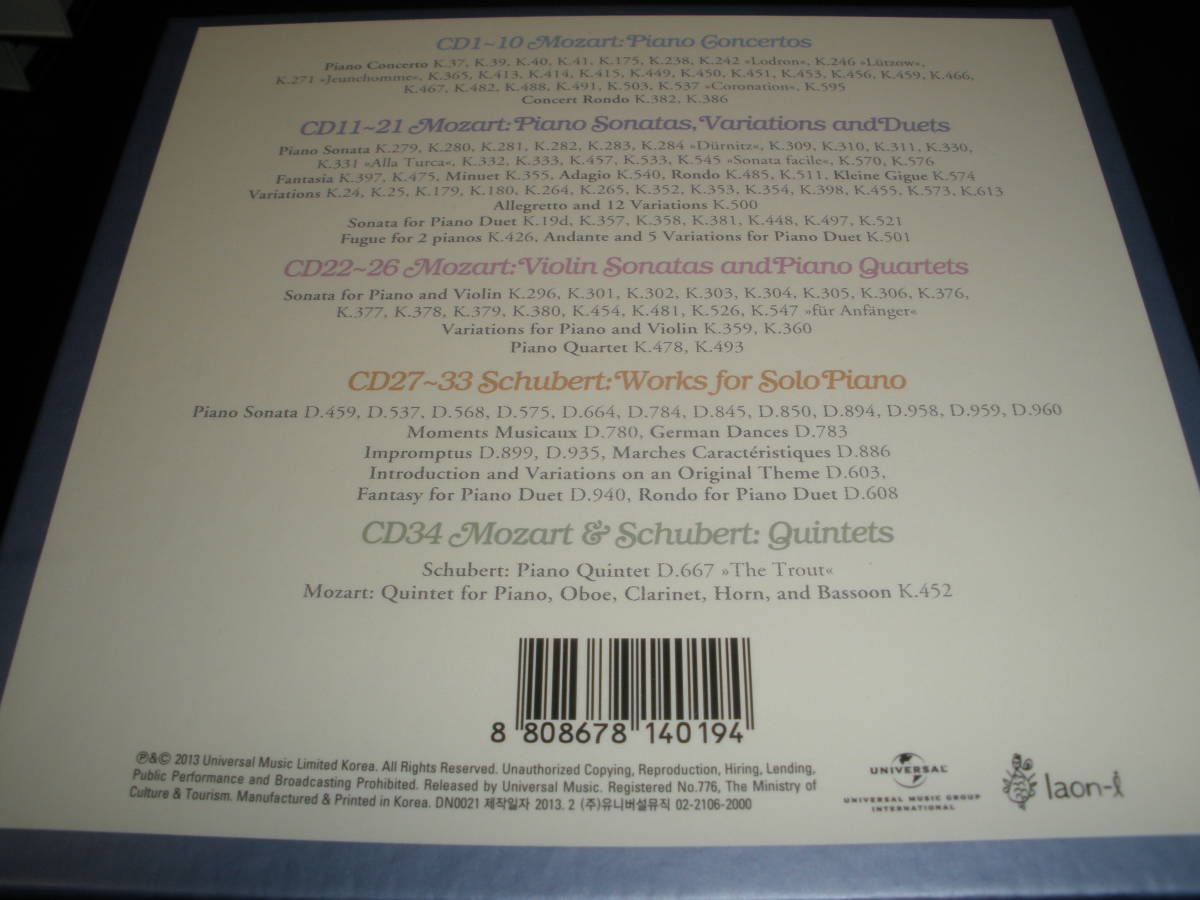 CD1~10 Mozart: Piano Concertos
Piano Concerto K.37, K.39, K.40, K.41, K.175, K.238, K.242 »Lodron«, K.246 »Lützow«,
K.271 »Jeunehomme«, K.365, K.413, K.414, K.415, K.449, K.450, K.451, K.453, K.456, K.459, K.466,
K.467, K.482, K.488, K.491, K.503, K.537 »Coronation«, K.595
Concert Rondo K.382, K.386
CD11~21 Mozart: Piano Sonatas, Variations and Duets
Piano Sonata K.279, K.280, K.281, K.282, K.283, K.284 »Dürnitz«, K.309, K.310, K.311, K.330,
K.331 »Alla Turca«, K.332, K.333, K.457, K.533, K.545 »Sonata facile«, K.570, K.576
Fantasia K.397, K.475, Minuet K.355, Adagio K.540, Rondo K.485, K.511, Kleine Gigue K.574
Variations K.24, K.25, K.179, K.180, K.264, K.265, K.352, K.353, K.354, K.398, K.455, K.573, K.613
Allegretto and 12 Variations K.500
Sonata for Piano Duet K.19d, K.357, K.358, K.381, K.448, K.497, K.521
Fugue for 2 pianos K.426, Andante and 5 Variations for Piano Duet K.501
CD22~26 Mozart: Violin Sonatas and Piano Quartets
Sonata for Piano and Violin K.296, K.301, K.302, K.303, K.304, K.305, K.306, K.376,
K.377, K.378, K.379, K.380, K.454, K.481, K.526, K.547 »für Anfänger«
Variations for Piano and Violin K.359, K.360
Piano Quartet K.478, K.493
CD27~33 Schubert: Works for Solo Piano
Piano Sonata D.459, D.537, D.568, D.575, D.664, D.784, D.845, D.850, D.894, D.958, D.959, D.960
Moments Musicaux D.780, German Dances D.783
Impromptus D.899, D.935, Marches Caractéristiques D.886
Introduction and Variations on an Original Theme D.603,
Fantasy for Piano Duet D.940, Rondo for Piano Duet D.608
CD34 Mozart & Schubert: Quintets
Schubert: Piano Quintet D.667 »The Trout«
Mozart: Quintet for Piano, Oboe, Clarinet, Horn, and Bassoon K.452
8 808678 140194
℗&© 2013 Universal Music Limited Korea. All Rights Reserved. Unauthorized Copying, Reproduction, Hiring, Lending,
Public Performance and Broadcasting Prohibited. Released by Universal Music. Registered No.776, The Ministry of
Culture & Tourism. Manufactured & Printed in Korea. DN0021 제작일자 2013. 2 (주)유니버설뮤직 02-2106-2000
UNIVERSAL
UNIVERSAL MUSIC GROUP
INTERNATIONAL
laon-l